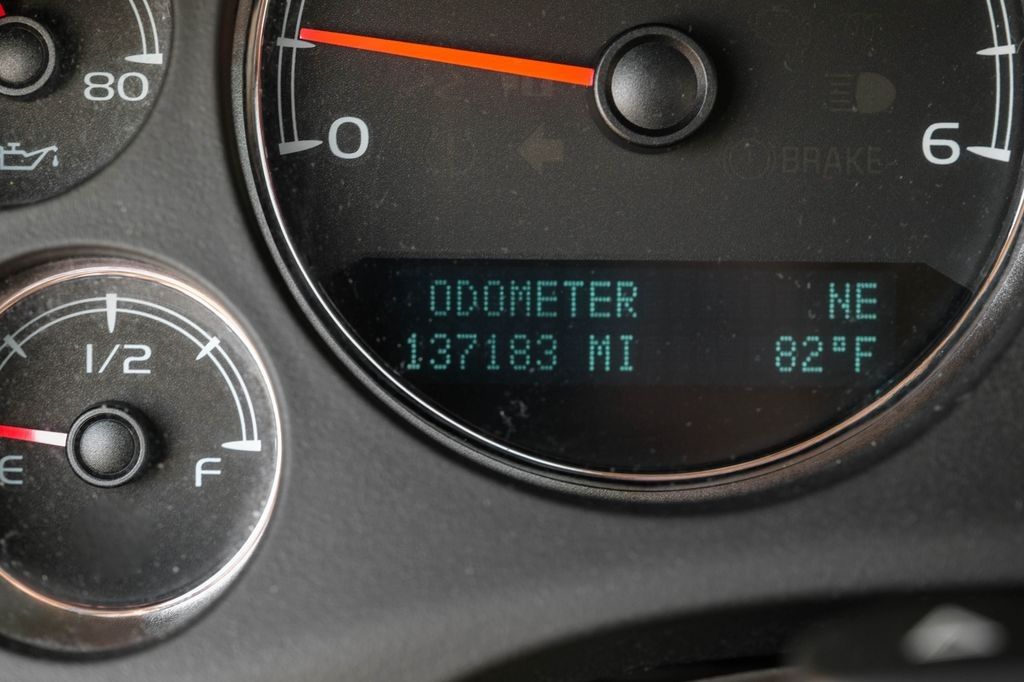 80
0
6
BRAKE
ODOMETER NE
137183 MI 82°F
1/2
E
F